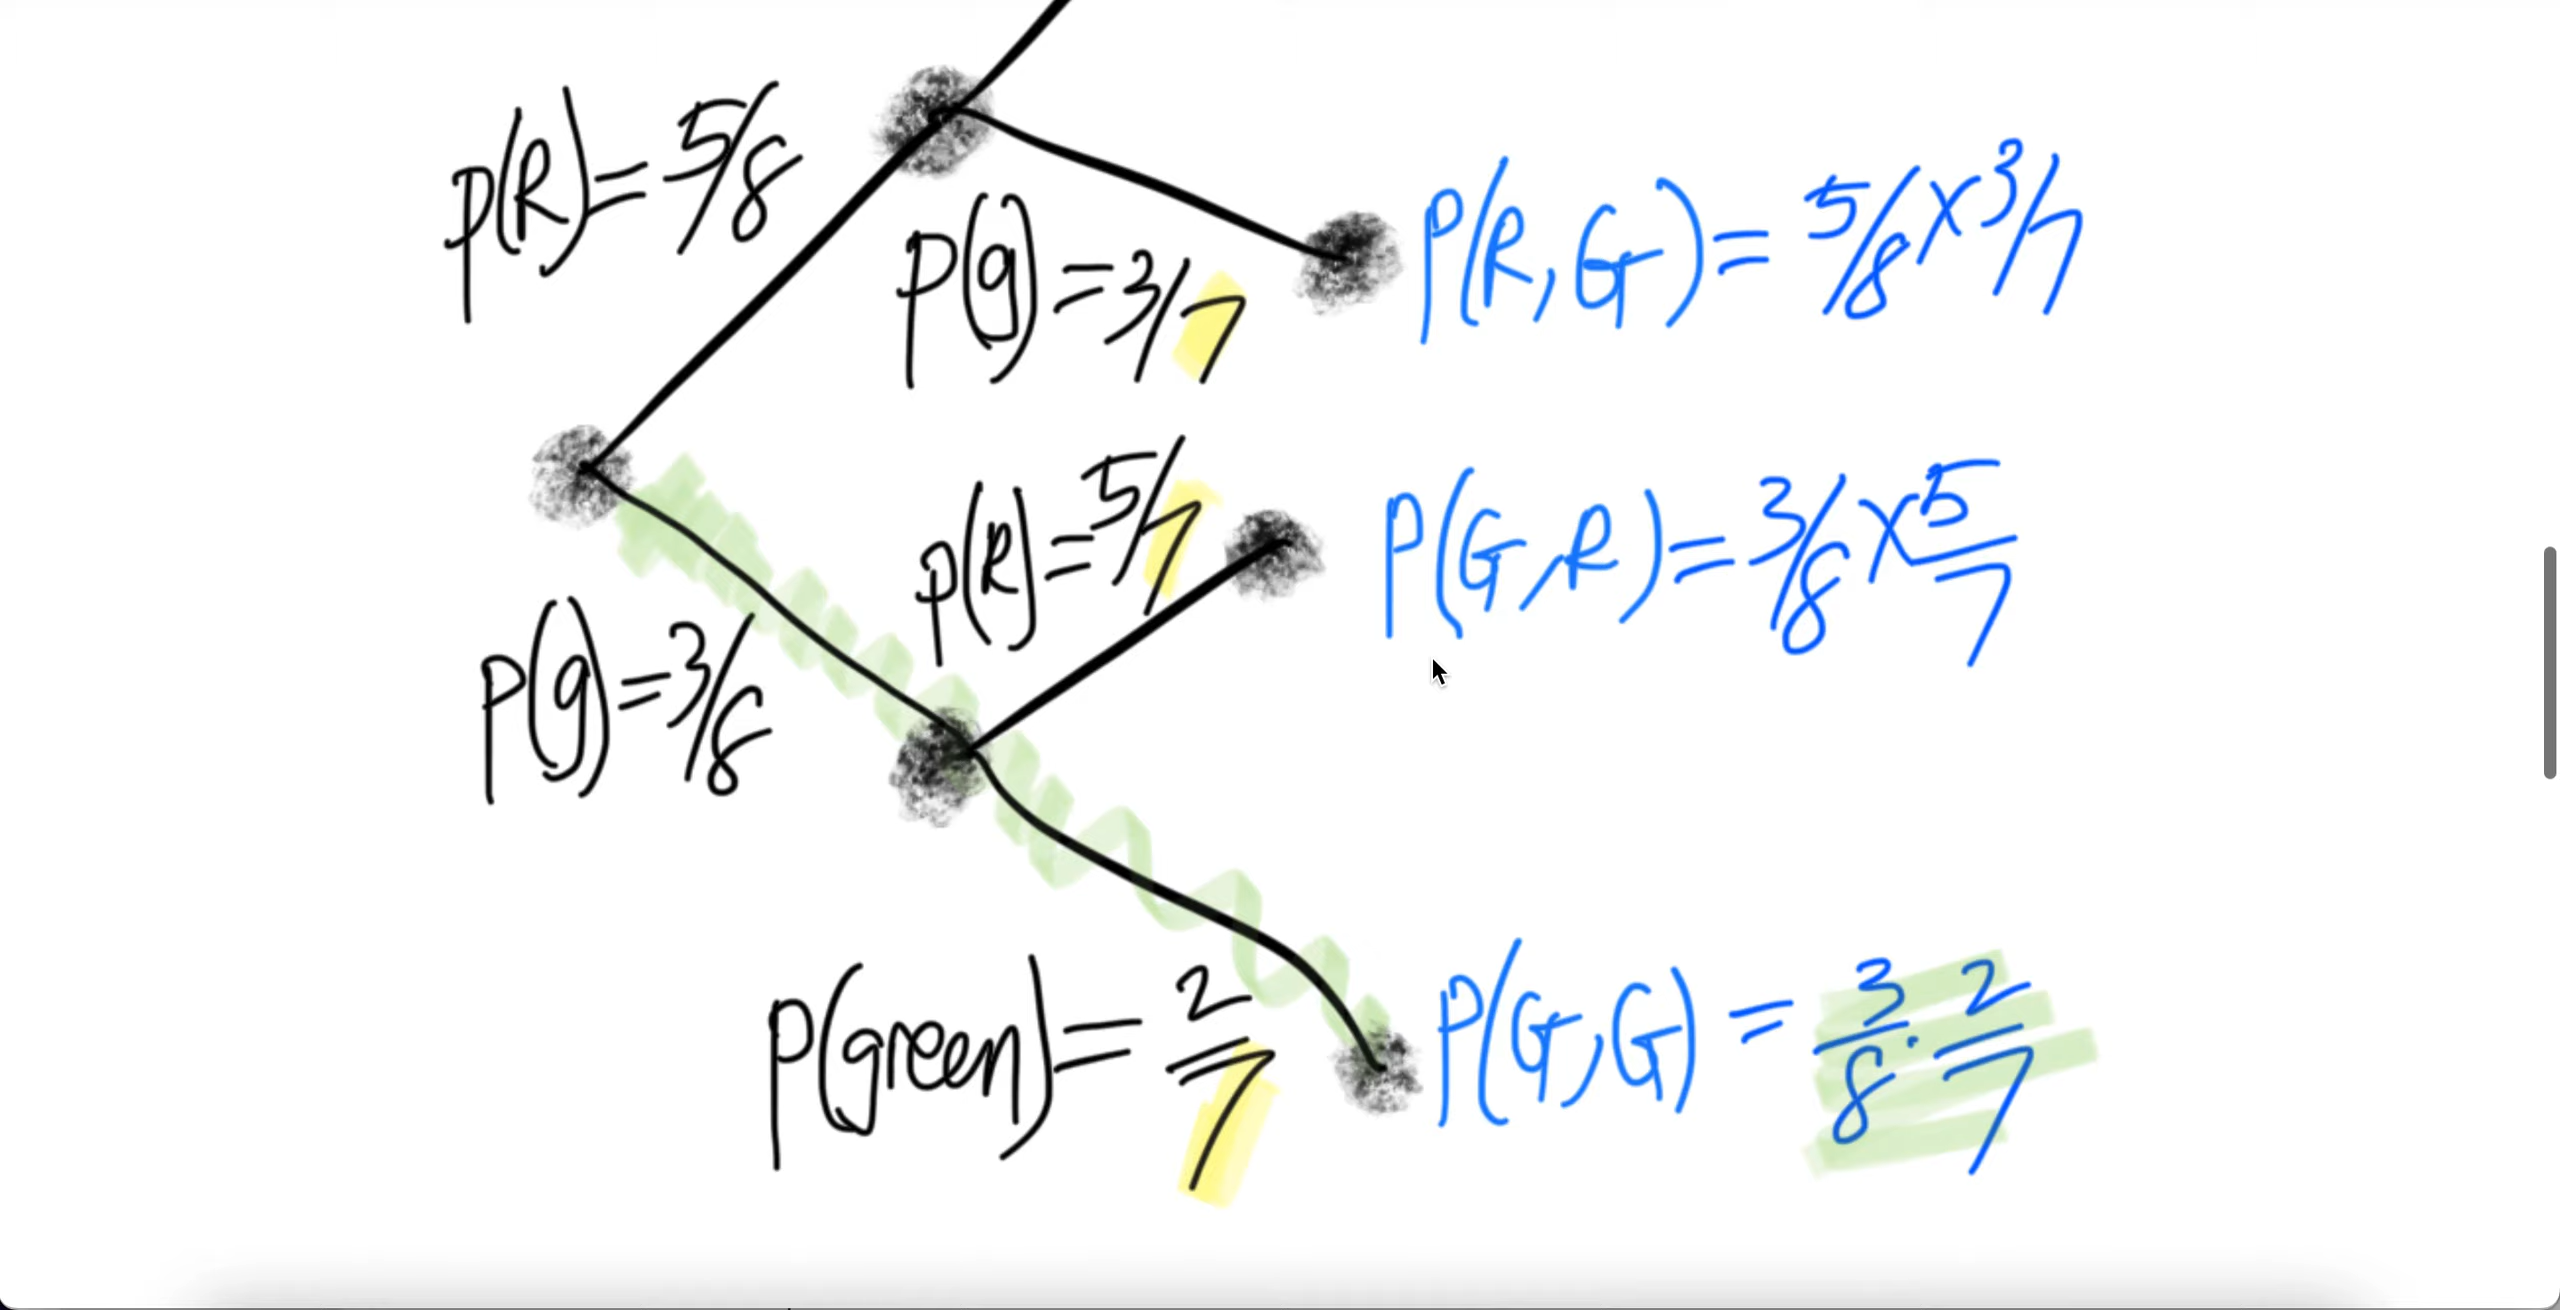 P(R)=5/8
P(g)=3/7
P(R,G)=5/8×3/7
P(R)=5/7
P(G,R)=3/8×5/7
P(g)=3/8
P(green)=2/7
P(G,G)=3/8·2/7